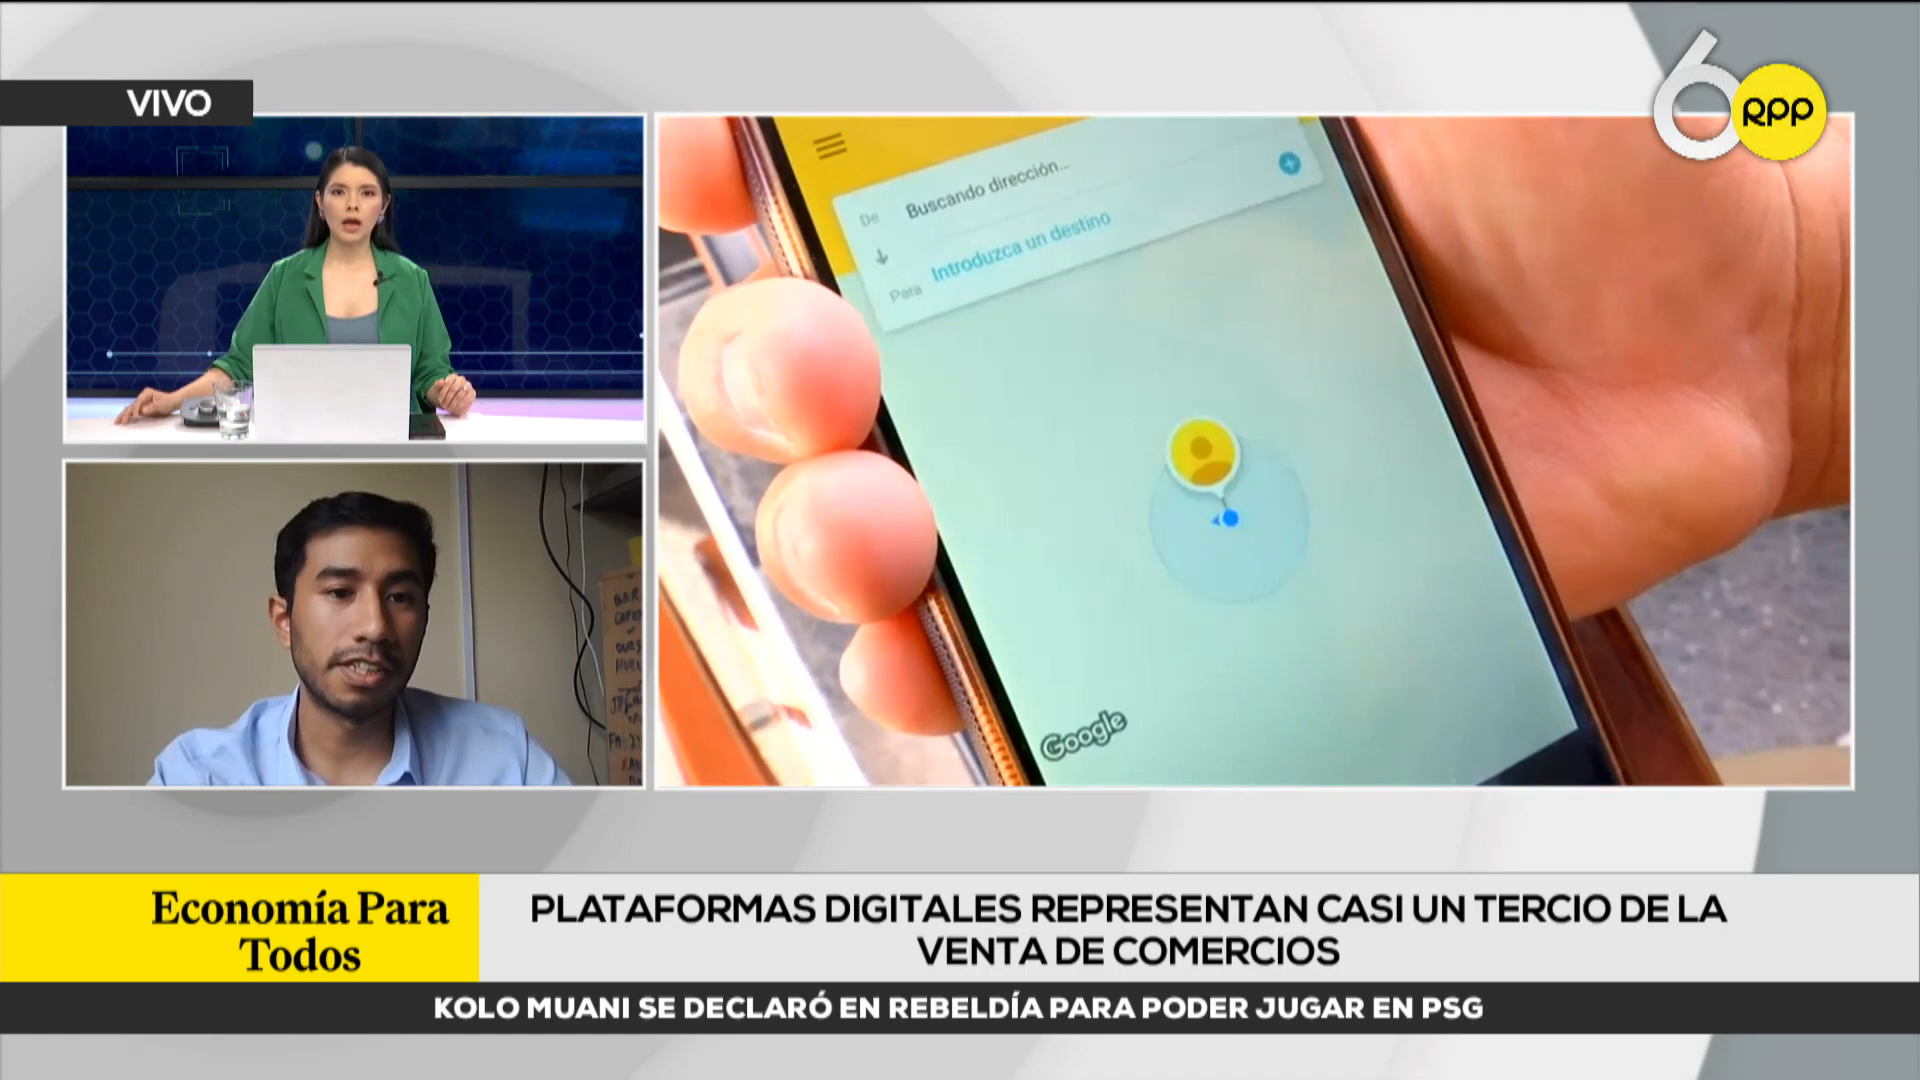 VIVO
60 RPP
De
Buscando dirección...
Para
Introduzca un destino
Google
Economía Para
Todos
PLATAFORMAS DIGITALES REPRESENTAN CASI UN TERCIO DE LA
VENTA DE COMERCIOS
KOLO MUANI SE DECLARÓ EN REBELDÍA PARA PODER JUGAR EN PSG